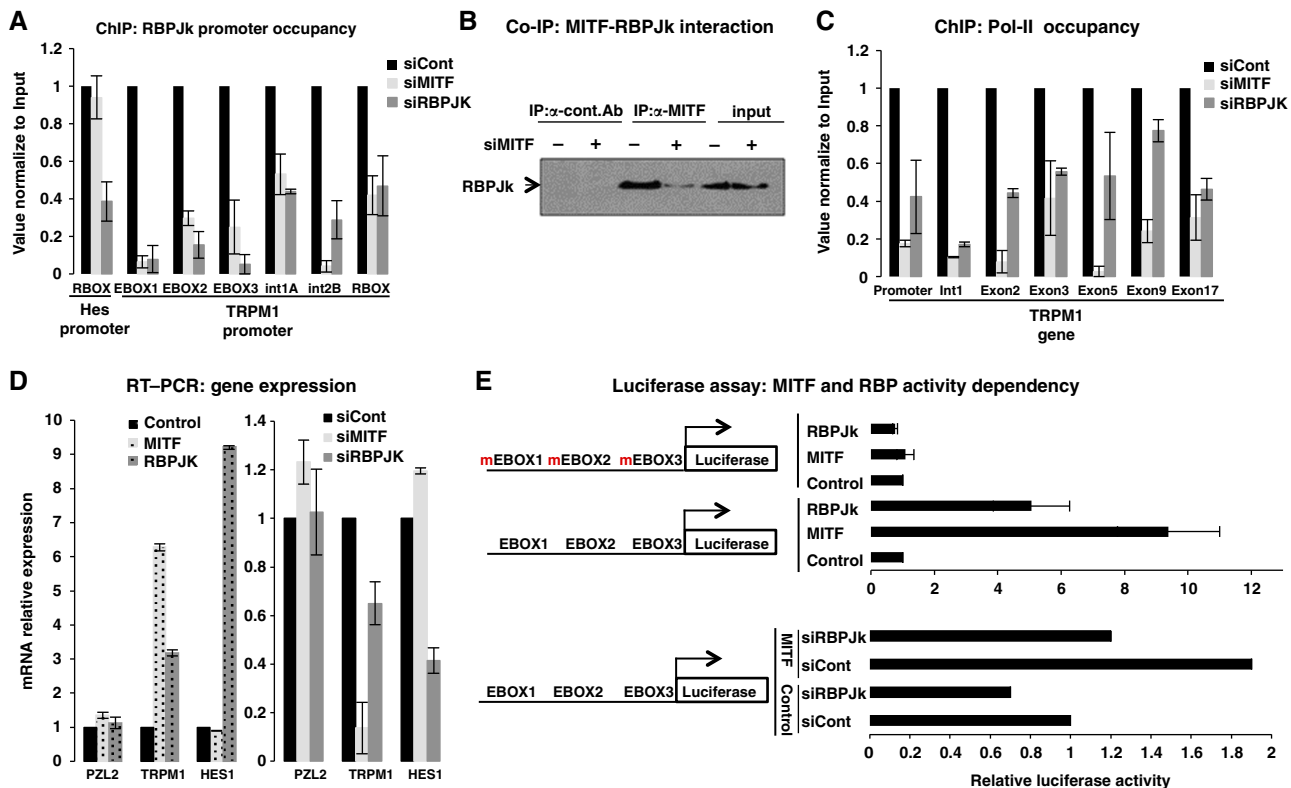 A
ChIP: RBPJk promoter occupancy
Value normalize to Input
1.2
1
0.8
0.6
0.4
0.2
0
siCont
siMITF
siRBPJK
RBOX EBOX1 EBOX2 EBOX3 int1A int2B RBOX
Hes promoter
TRPM1 promoter
B
Co-IP: MITF-RBPJk interaction
IP:α-cont.Ab IP:α-MITF input
siMITF – + – + – +
RBPJk
C
ChIP: Pol-II occupancy
Value normalize to Input
1.2
1
0.8
0.6
0.4
0.2
0
siCont
siMITF
siRBPJK
Promoter Int1 Exon2 Exon3 Exon5 Exon9 Exon17
TRPM1 gene
D
RT–PCR: gene expression
mRNA relative expression
10
9
8
7
6
5
4
3
2
1
0
Control
MITF
RBPJK
PZL2 TRPM1 HES1
1.4
1.2
1
0.8
0.6
0.4
0.2
0
siCont
siMITF
siRBPJK
PZL2 TRPM1 HES1
E
Luciferase assay: MITF and RBP activity dependency
mEBOX1 mEBOX2 mEBOX3 Luciferase
RBPJk
MITF
Control
EBOX1 EBOX2 EBOX3 Luciferase
RBPJk
MITF
Control
0 2 4 6 8 10 12
EBOX1 EBOX2 EBOX3 Luciferase
MITF
siRBPJk
siCont
Control
siRBPJk
siCont
0 0.2 0.4 0.6 0.8 1 1.2 1.4 1.6 1.8 2
Relative luciferase activity